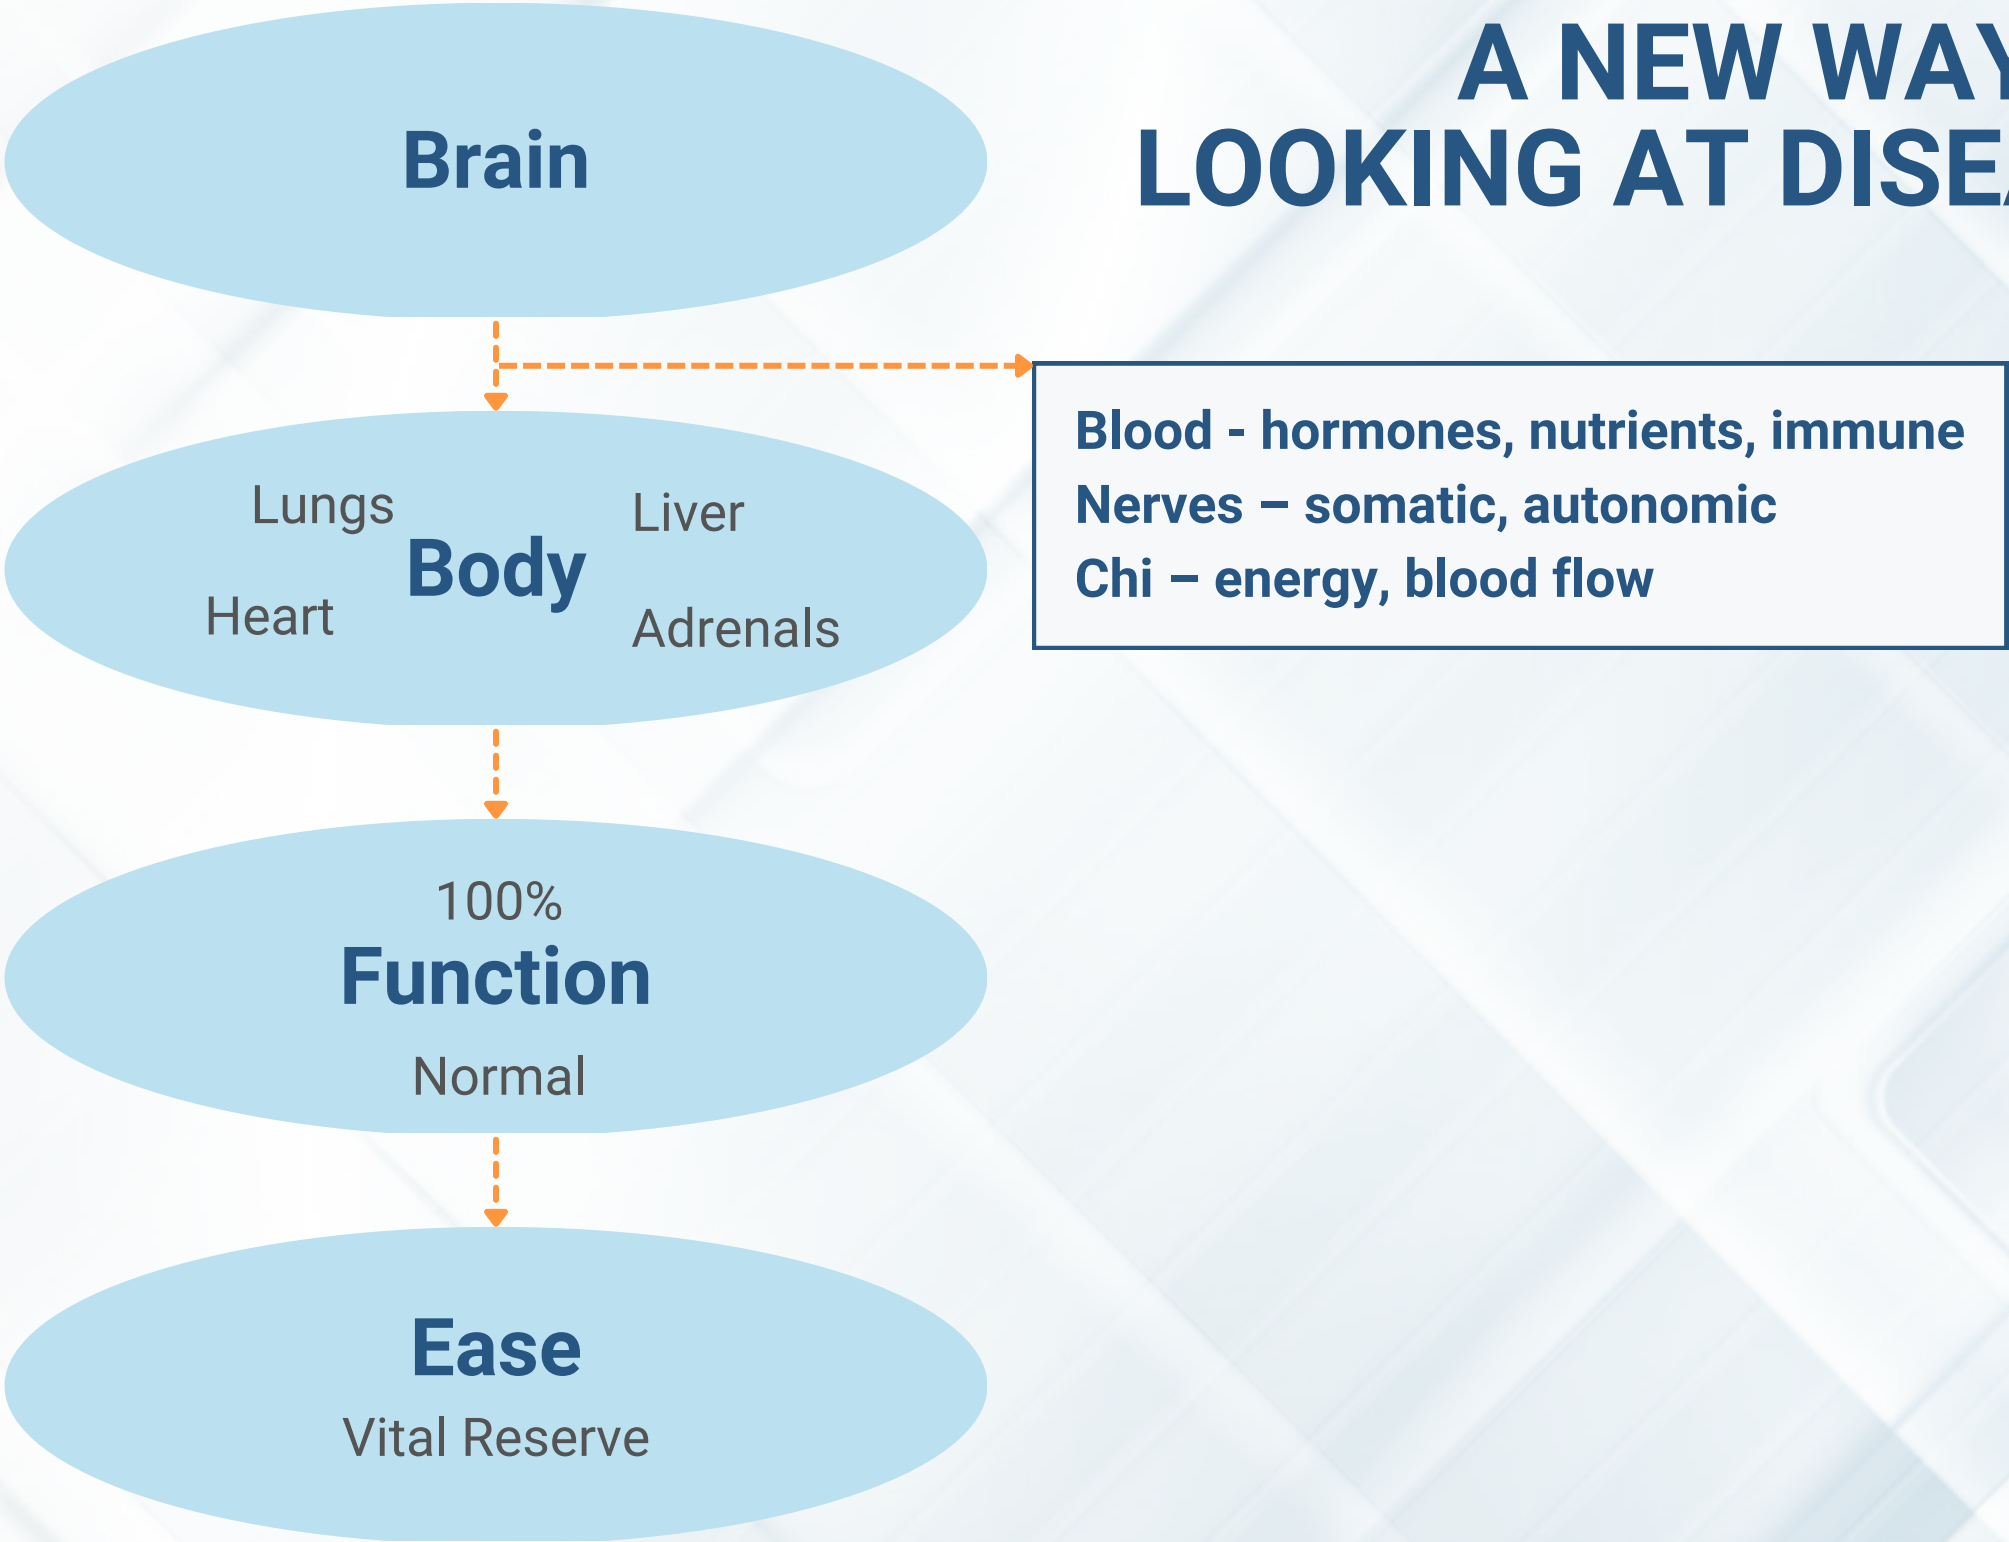 A NEW WAY
LOOKING AT DISEA
Brain
Blood - hormones, nutrients, immune
Nerves – somatic, autonomic
Chi – energy, blood flow
Lungs
Liver
Body
Heart
Adrenals
100%
Function
Normal
Ease
Vital Reserve